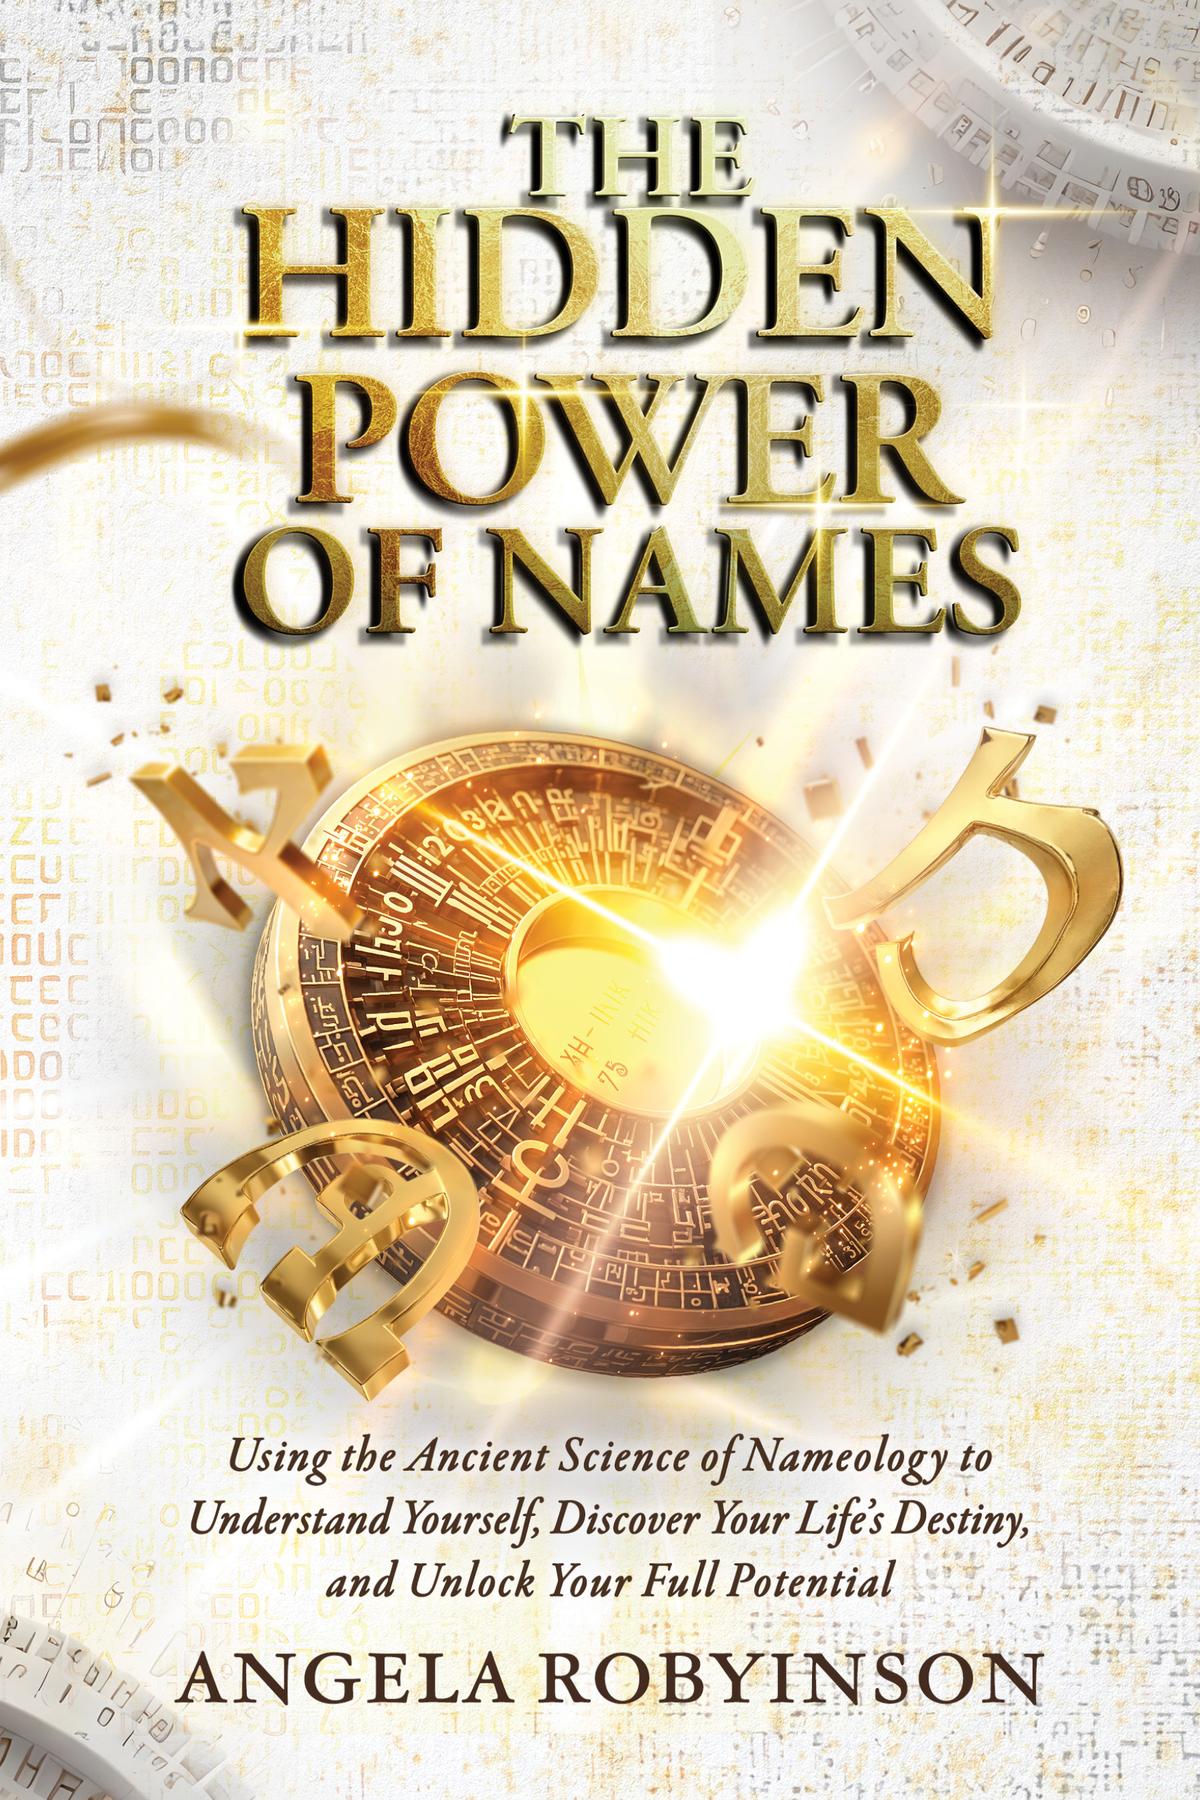 THE
HIDDEN
POWER
OF NAMES
Using the Ancient Science of Nameology to
Understand Yourself, Discover Your Life's Destiny,
and Unlock Your Full Potential
ANGELA ROBYINSON